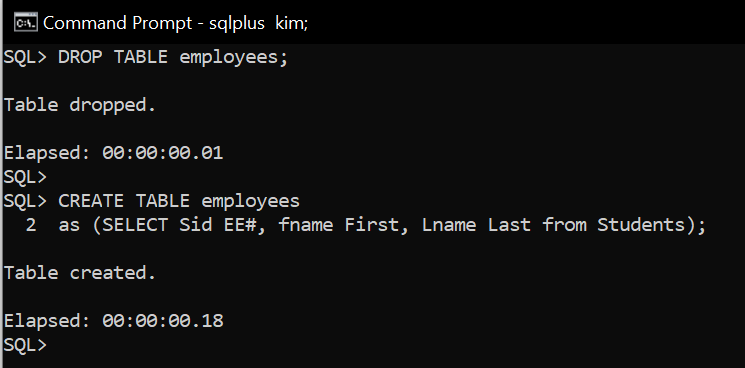 Command Prompt - sqlplus  kim;
SQL> DROP TABLE employees;
Table dropped.
Elapsed: 00:00:00.01
SQL>
SQL> CREATE TABLE employees
  2  as (SELECT Sid EE#, fname First, Lname Last from Students);
Table created.
Elapsed: 00:00:00.18
SQL>